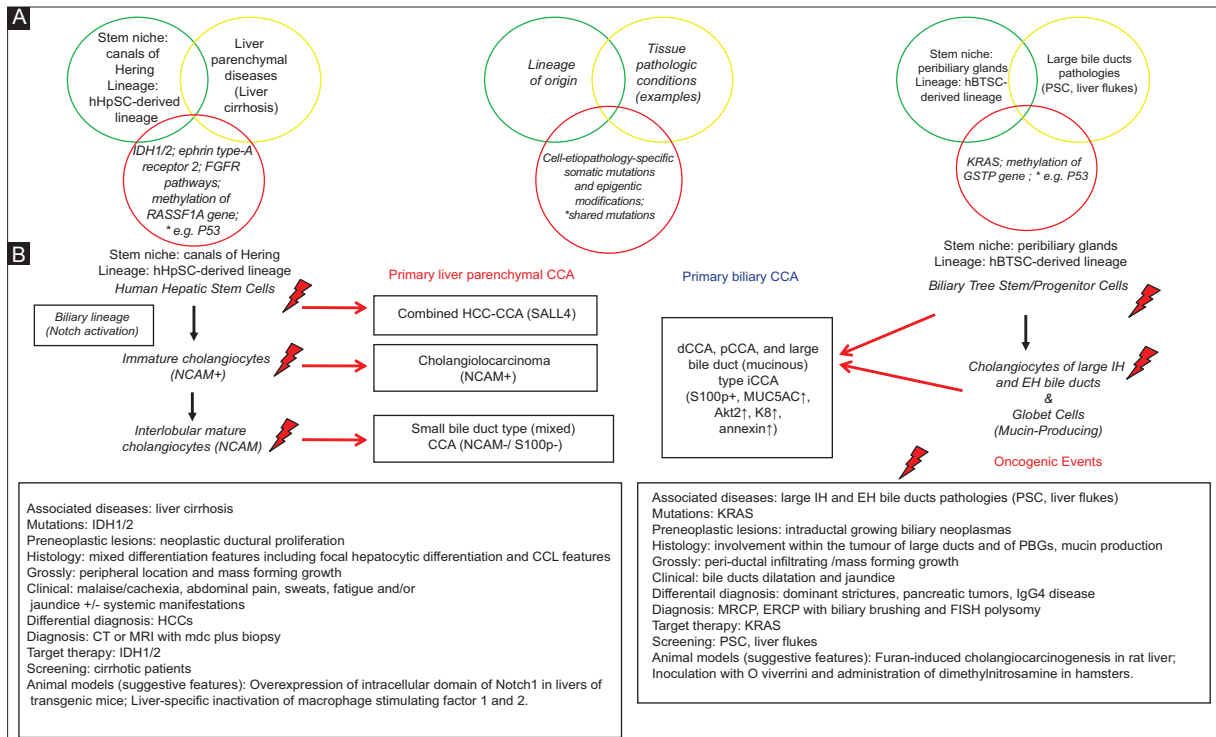 A
Stem niche:
canals of
Hering
Lineage:
hHpSC-derived
lineage
Liver
parenchymal
diseases
(Liver
cirrhosis)
IDH1/2; ephrin type-A
receptor 2; FGFR
pathways;
methylation of
RASSF1A gene;
* e.g. P53
Lineage
of origin
Tissue
pathologic
conditions
(examples)
Cell-etiopathology-specific
somatic mutations
and epigentic
modifications;
*shared mutations
Stem niche:
peribiliary glands
Lineage: hBTSC-
derived lineage
Large bile ducts
pathologies
(PSC, liver flukes)
KRAS; methylation of
GSTP gene ; * e.g. P53
B
Stem niche: canals of Hering
Lineage: hHpSC-derived lineage
Human Hepatic Stem Cells
Biliary lineage
(Notch activation)
Immature cholangiocytes
(NCAM+)
Interlobular mature
cholangiocytes (NCAM)
Primary liver parenchymal CCA
Combined HCC-CCA (SALL4)
Cholangiolocarcinoma
(NCAM+)
Small bile duct type (mixed)
CCA (NCAM-/ S100p-)
Primary biliary CCA
dCCA, pCCA, and large
bile duct (mucinous)
type iCCA
(S100p+, MUC5AC↑,
Akt2↑, K8↑,
annexin↑)
Stem niche: peribiliary glands
Lineage: hBTSC-derived lineage
Biliary Tree Stem/Progenitor Cells
Cholangiocytes of large IH
and EH bile ducts
&
Globet Cells
(Mucin-Producing)
Oncogenic Events
Associated diseases: liver cirrhosis
Mutations: IDH1/2
Preneoplastic lesions: neoplastic ductural proliferation
Histology: mixed differentiation features including focal hepatocytic differentiation and CCL features
Grossly: peripheral location and mass forming growth
Clinical: malaise/cachexia, abdominal pain, sweats, fatigue and/or
jaundice +/- systemic manifestations
Differential diagnosis: HCCs
Diagnosis: CT or MRI with mdc plus biopsy
Target therapy: IDH1/2
Screening: cirrhotic patients
Animal models (suggestive features): Overexpression of intracellular domain of Notch1 in livers of
transgenic mice; Liver-specific inactivation of macrophage stimulating factor 1 and 2.
Associated diseases: large IH and EH bile ducts pathologies (PSC, liver flukes)
Mutations: KRAS
Preneoplastic lesions: intraductal growing biliary neoplasmas
Histology: involvement within the tumour of large ducts and of PBGs, mucin production
Grossly: peri-ductal infiltrating /mass forming growth
Clinical: bile ducts dilatation and jaundice
Differentail diagnosis: dominant strictures, pancreatic tumors, IgG4 disease
Diagnosis: MRCP, ERCP with biliary brushing and FISH polysomy
Target therapy: KRAS
Screening: PSC, liver flukes
Animal models (suggestive features): Furan-induced cholangiocarcinogenesis in rat liver;
Inoculation with O viverrini and administration of dimethylnitrosamine in hamsters.